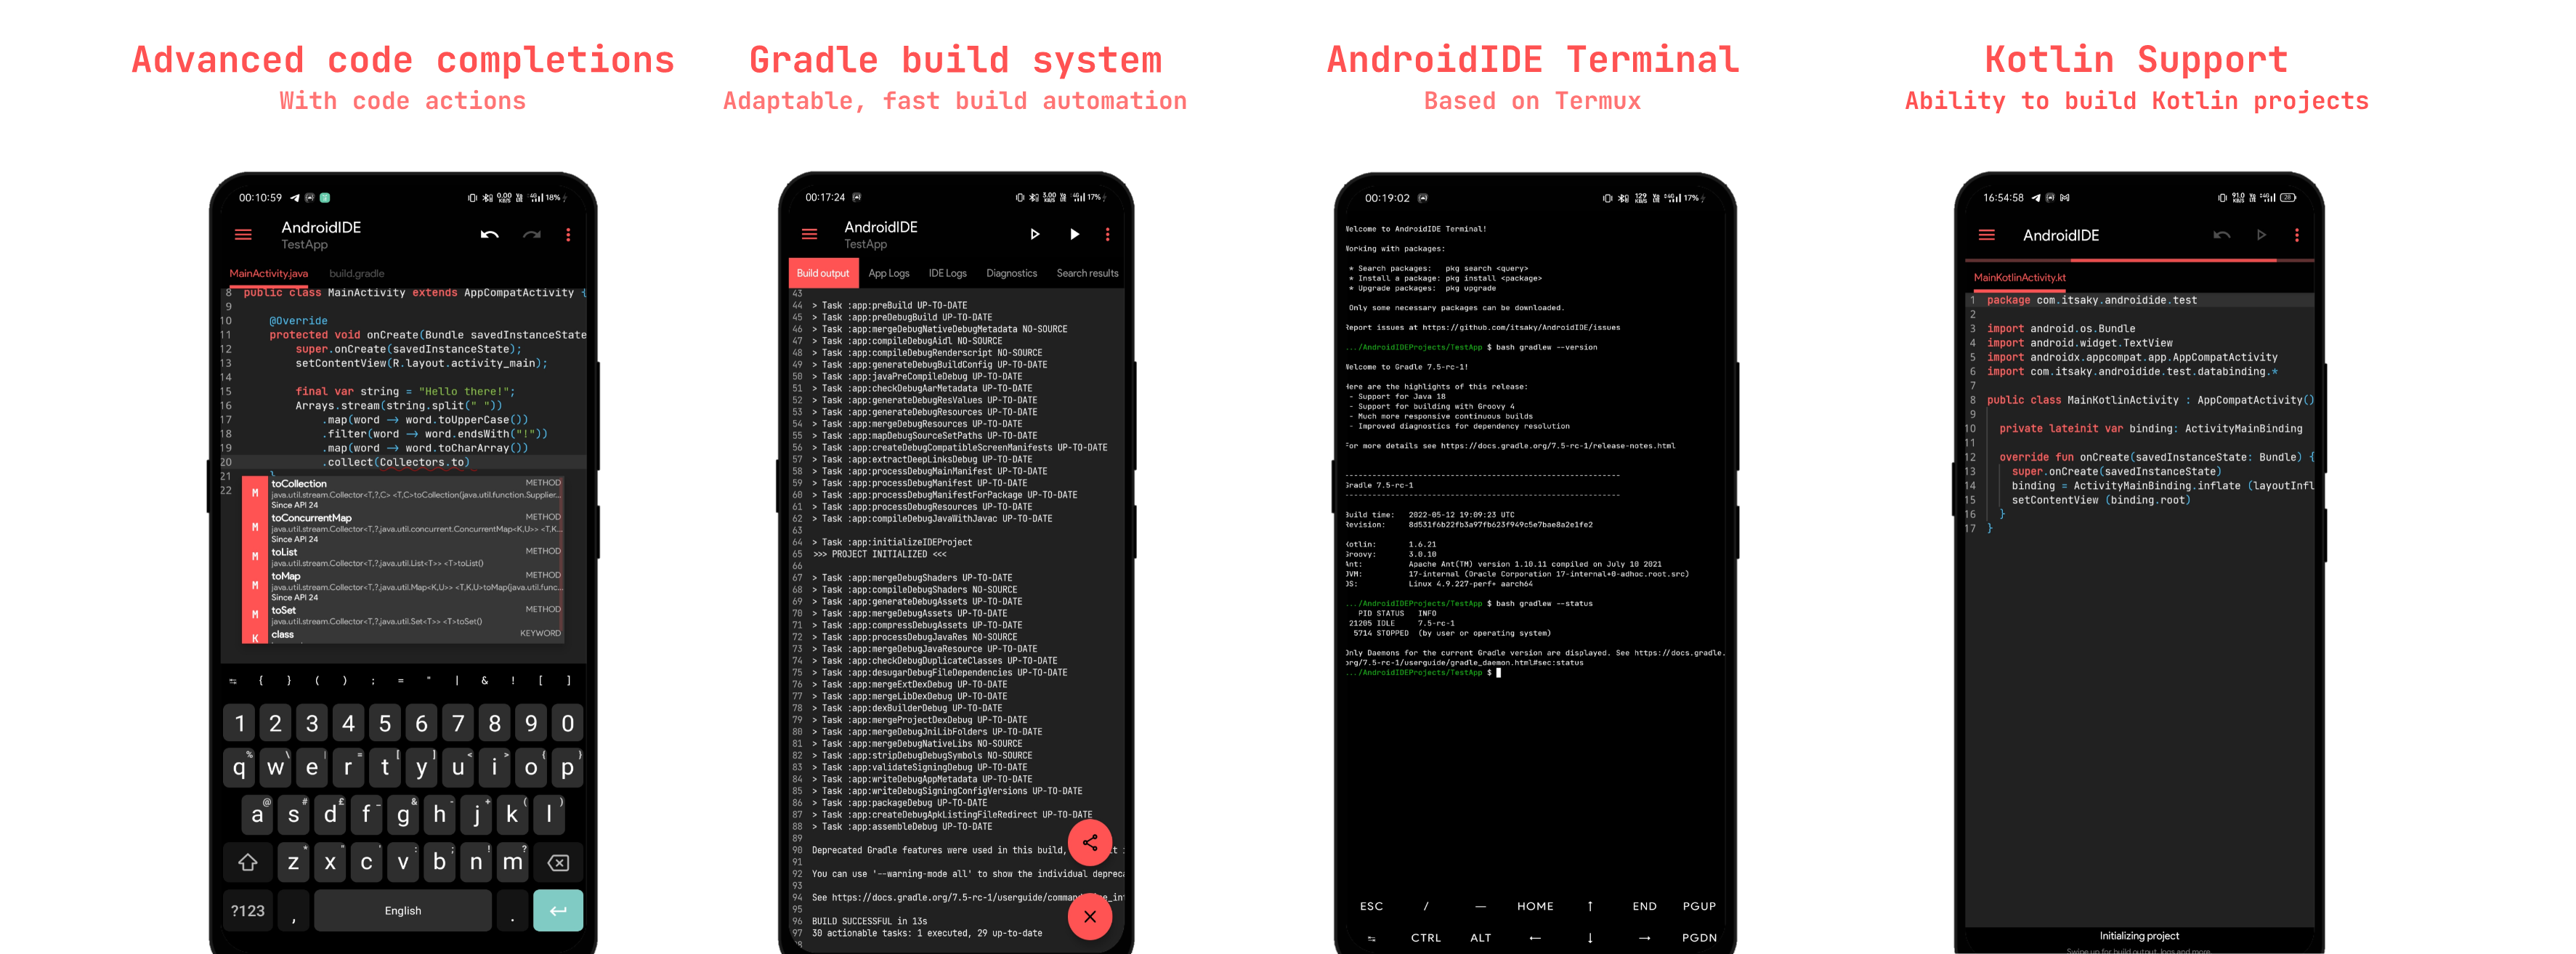 Advanced code completions
With code actions
00:10:59
18%
AndroidIDE
TestApp
MainActivity.java build.gradle
8 public class MainActivity extends AppCompatActivity {
9
10 @Override
11 protected void onCreate(Bundle savedInstanceState
12 super.onCreate(savedInstanceState);
13 setContentView(R.layout.activity_main);
14
15 final var string = "Hello there!";
16 Arrays.stream(string.split(" "))
17 .map(word → word.toUpperCase())
18 .filter(word → word.endsWith("!"))
19 .map(word → word.toCharArray())
20 .collect(Collectors.to)
21 }
22
M toCollection METHOD
java.util.stream.Collector<T,?,C> <T,C>toCollection(java.util.function.Supplier...
Since API 24
M toConcurrentMap METHOD
java.util.stream.Collector<T,?,java.util.concurrent.ConcurrentMap<K,U>> <T,K...
Since API 24
M toList METHOD
java.util.stream.Collector<T,?,java.util.List<T>> <T>toList()
M toMap METHOD
java.util.stream.Collector<T,?,java.util.Map<K,U>> <T,K,U>toMap(java.util.func...
Since API 24
M toSet METHOD
java.util.stream.Collector<T,?,java.util.Set<T>> <T>toSet()
K class KEYWORD
{ } ( ) ; = " | & ! [ ]
1 2 3 4 5 6 7 8 9 0
q w e r t y u i o p
a s d f g h j k l
z x c v b n m
?123 , English .
Gradle build system
Adaptable, fast build automation
00:17:24
17%
AndroidIDE
TestApp
Build output App Logs IDE Logs Diagnostics Search results
43
44 > Task :app:preBuild UP-TO-DATE
45 > Task :app:preDebugBuild UP-TO-DATE
46 > Task :app:mergeDebugNativeDebugMetadata NO-SOURCE
47 > Task :app:compileDebugAidl NO-SOURCE
48 > Task :app:compileDebugRenderscript NO-SOURCE
49 > Task :app:generateDebugBuildConfig UP-TO-DATE
50 > Task :app:javaPreCompileDebug UP-TO-DATE
51 > Task :app:checkDebugAarMetadata UP-TO-DATE
52 > Task :app:generateDebugResValues UP-TO-DATE
53 > Task :app:generateDebugResources UP-TO-DATE
54 > Task :app:mergeDebugResources UP-TO-DATE
55 > Task :app:mapDebugSourceSetPaths UP-TO-DATE
56 > Task :app:createDebugCompatibleScreenManifests UP-TO-DATE
57 > Task :app:extractDeepLinksDebug UP-TO-DATE
58 > Task :app:processDebugMainManifest UP-TO-DATE
59 > Task :app:processDebugManifest UP-TO-DATE
60 > Task :app:processDebugManifestForPackage UP-TO-DATE
61 > Task :app:processDebugResources UP-TO-DATE
62 > Task :app:compileDebugJavaWithJavac UP-TO-DATE
63
64 > Task :app:initializeIDEProject
65 >>> PROJECT INITIALIZED <<<
66
67 > Task :app:mergeDebugShaders UP-TO-DATE
68 > Task :app:compileDebugShaders NO-SOURCE
69 > Task :app:generateDebugAssets UP-TO-DATE
70 > Task :app:mergeDebugAssets UP-TO-DATE
71 > Task :app:compressDebugAssets UP-TO-DATE
72 > Task :app:processDebugJavaRes NO-SOURCE
73 > Task :app:mergeDebugJavaResource UP-TO-DATE
74 > Task :app:checkDebugDuplicateClasses UP-TO-DATE
75 > Task :app:desugarDebugFileDependencies UP-TO-DATE
76 > Task :app:mergeExtDexDebug UP-TO-DATE
77 > Task :app:mergeLibDexDebug UP-TO-DATE
78 > Task :app:dexBuilderDebug UP-TO-DATE
79 > Task :app:mergeProjectDexDebug UP-TO-DATE
80 > Task :app:mergeDebugJniLibFolders UP-TO-DATE
81 > Task :app:mergeDebugNativeLibs NO-SOURCE
82 > Task :app:stripDebugDebugSymbols NO-SOURCE
83 > Task :app:validateSigningDebug UP-TO-DATE
84 > Task :app:writeDebugAppMetadata UP-TO-DATE
85 > Task :app:writeDebugSigningConfigVersions UP-TO-DATE
86 > Task :app:packageDebug UP-TO-DATE
87 > Task :app:createDebugApkListingFileRedirect UP-TO-DATE
88 > Task :app:assembleDebug UP-TO-DATE
89
90 Deprecated Gradle features were used in this build,
91
92 You can use '--warning-mode all' to show the individual depreca
93
94 See https://docs.gradle.org/7.5-rc-1/userguide/comman
95
96 BUILD SUCCESSFUL in 13s
97 30 actionable tasks: 1 executed, 29 up-to-date
AndroidIDE Terminal
Based on Termux
00:19:02
17%
Welcome to AndroidIDE Terminal!
Working with packages:
* Search packages: pkg search <query>
* Install a package: pkg install <package>
* Upgrade packages: pkg upgrade
Only some necessary packages can be downloaded.
Report issues at https://github.com/itsaky/AndroidIDE/issues
.../AndroidIDEProjects/TestApp $ bash gradlew --version
Welcome to Gradle 7.5-rc-1!
Here are the highlights of this release:
- Support for Java 18
- Support for building with Groovy 4
- Much more responsive continuous builds
- Improved diagnostics for dependency resolution
For more details see https://docs.gradle.org/7.5-rc-1/release-notes.html
------------------------------------------------------------
Gradle 7.5-rc-1
------------------------------------------------------------
Build time: 2022-05-12 19:09:23 UTC
Revision: 8d531f6b22fb3a97fb623f949c5e7bae8a2e1fe2
Kotlin: 1.6.21
Groovy: 3.0.10
Ant: Apache Ant(TM) version 1.10.11 compiled on July 10 2021
JVM: 17-internal (Oracle Corporation 17-internal+0-adhoc.root.src)
OS: Linux 4.9.227-perf+ aarch64
.../AndroidIDEProjects/TestApp $ bash gradlew --status
PID STATUS INFO
21205 IDLE 7.5-rc-1
5714 STOPPED (by user or operating system)
Only Daemons for the current Gradle version are displayed. See https://docs.gradle.
org/7.5-rc-1/userguide/gradle_daemon.html#sec:status
.../AndroidIDEProjects/TestApp $
ESC / — HOME ↑ END PGUP
CTRL ALT ← ↓ → PGDN
Kotlin Support
Ability to build Kotlin projects
16:54:58
AndroidIDE
MainKotlinActivity.kt
1 package com.itsaky.androidide.test
2
3 import android.os.Bundle
4 import android.widget.TextView
5 import androidx.appcompat.app.AppCompatActivity
6 import com.itsaky.androidide.test.databinding.*
7
8 public class MainKotlinActivity : AppCompatActivity()
9
10 private lateinit var binding: ActivityMainBinding
11
12 override fun onCreate(savedInstanceState: Bundle) {
13 super.onCreate(savedInstanceState)
14 binding = ActivityMainBinding.inflate (layoutInfl
15 setContentView (binding.root)
16 }
17 }
Initializing project
Swipe up for build output, logs and more